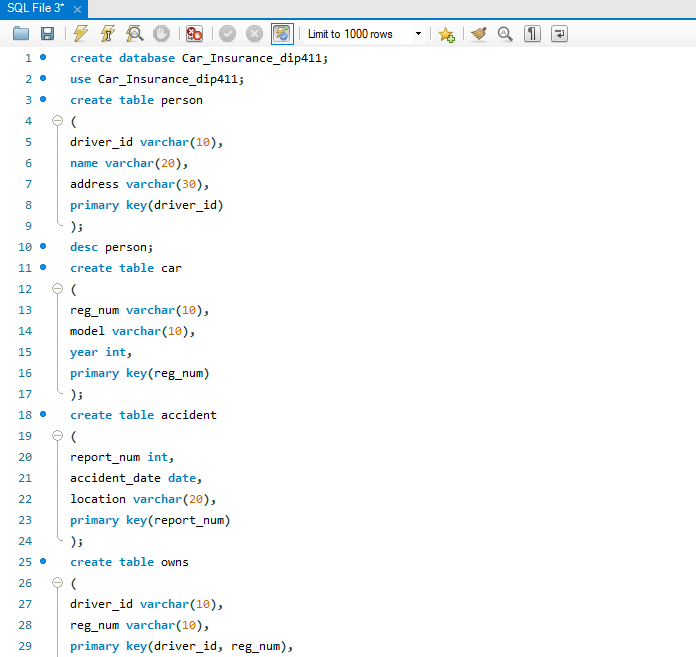 SQL File 3*
Limit to 1000 rows
1 create database Car_Insurance_dip411;
2 use Car_Insurance_dip411;
3 create table person
4 (
5 driver_id varchar(10),
6 name varchar(20),
7 address varchar(30),
8 primary key(driver_id)
9 );
10 desc person;
11 create table car
12 (
13 reg_num varchar(10),
14 model varchar(10),
15 year int,
16 primary key(reg_num)
17 );
18 create table accident
19 (
20 report_num int,
21 accident_date date,
22 location varchar(20),
23 primary key(report_num)
24 );
25 create table owns
26 (
27 driver_id varchar(10),
28 reg_num varchar(10),
29 primary key(driver_id, reg_num),